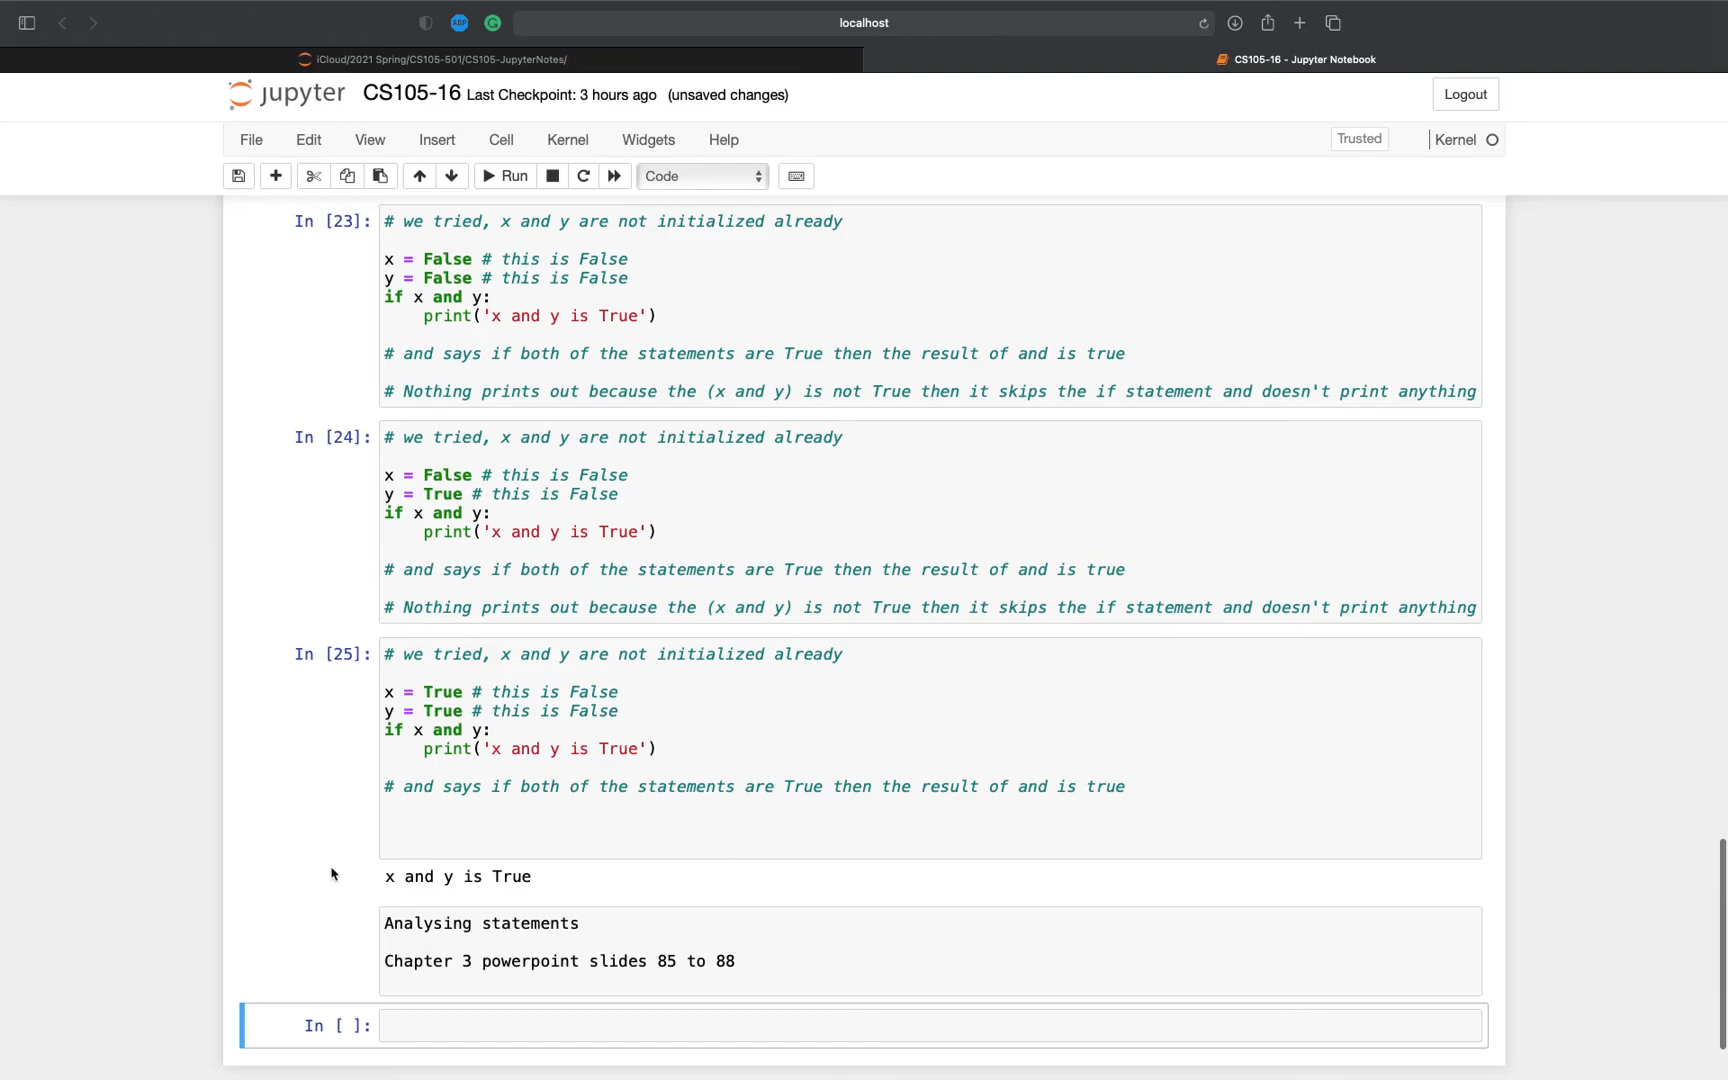 localhost
ABP
G
iCloud/2021 Spring/CS105-501/CS105-JupyterNotes/
CS105-16 - Jupyter Notebook
jupyter CS105-16 Last Checkpoint: 3 hours ago (unsaved changes)
Logout
File Edit View Insert Cell Kernel Widgets Help
Trusted
Kernel
Run
Code
In [23]:
# we tried, x and y are not initialized already
x = False # this is False
y = False # this is False
if x and y:
    print('x and y is True')
# and says if both of the statements are True then the result of and is true
# Nothing prints out because the (x and y) is not True then it skips the if statement and doesn't print anything
In [24]:
# we tried, x and y are not initialized already
x = False # this is False
y = True # this is False
if x and y:
    print('x and y is True')
# and says if both of the statements are True then the result of and is true
# Nothing prints out because the (x and y) is not True then it skips the if statement and doesn't print anything
In [25]:
# we tried, x and y are not initialized already
x = True # this is False
y = True # this is False
if x and y:
    print('x and y is True')
# and says if both of the statements are True then the result of and is true
x and y is True
Analysing statements
Chapter 3 powerpoint slides 85 to 88
In [ ]: